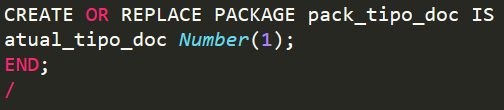 CREATE OR REPLACE PACKAGE pack_tipo_doc IS
atual_tipo_doc Number(1);
END;
/